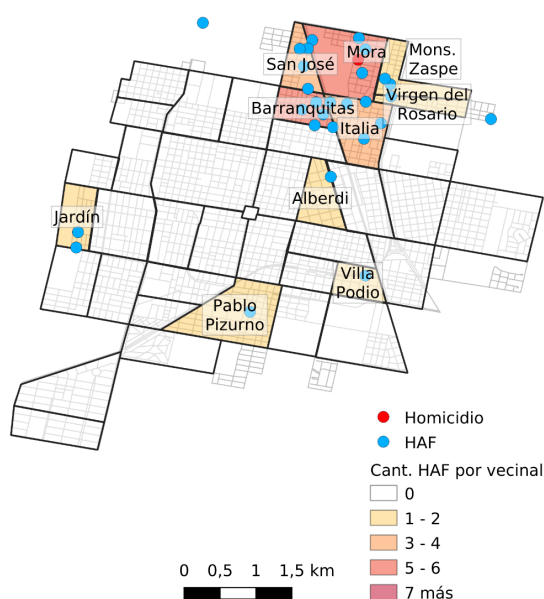 Mora
Mons.
Zaspe
San José
Virgen del
Rosario
Barranquitas
Italia
Alberdi
Jardín
Villa
Podio
Pablo
Pizurno
Homicidio
HAF
Cant. HAF por vecinal
0
1 - 2
3 - 4
5 - 6
7 más
0 0,5 1 1,5 km